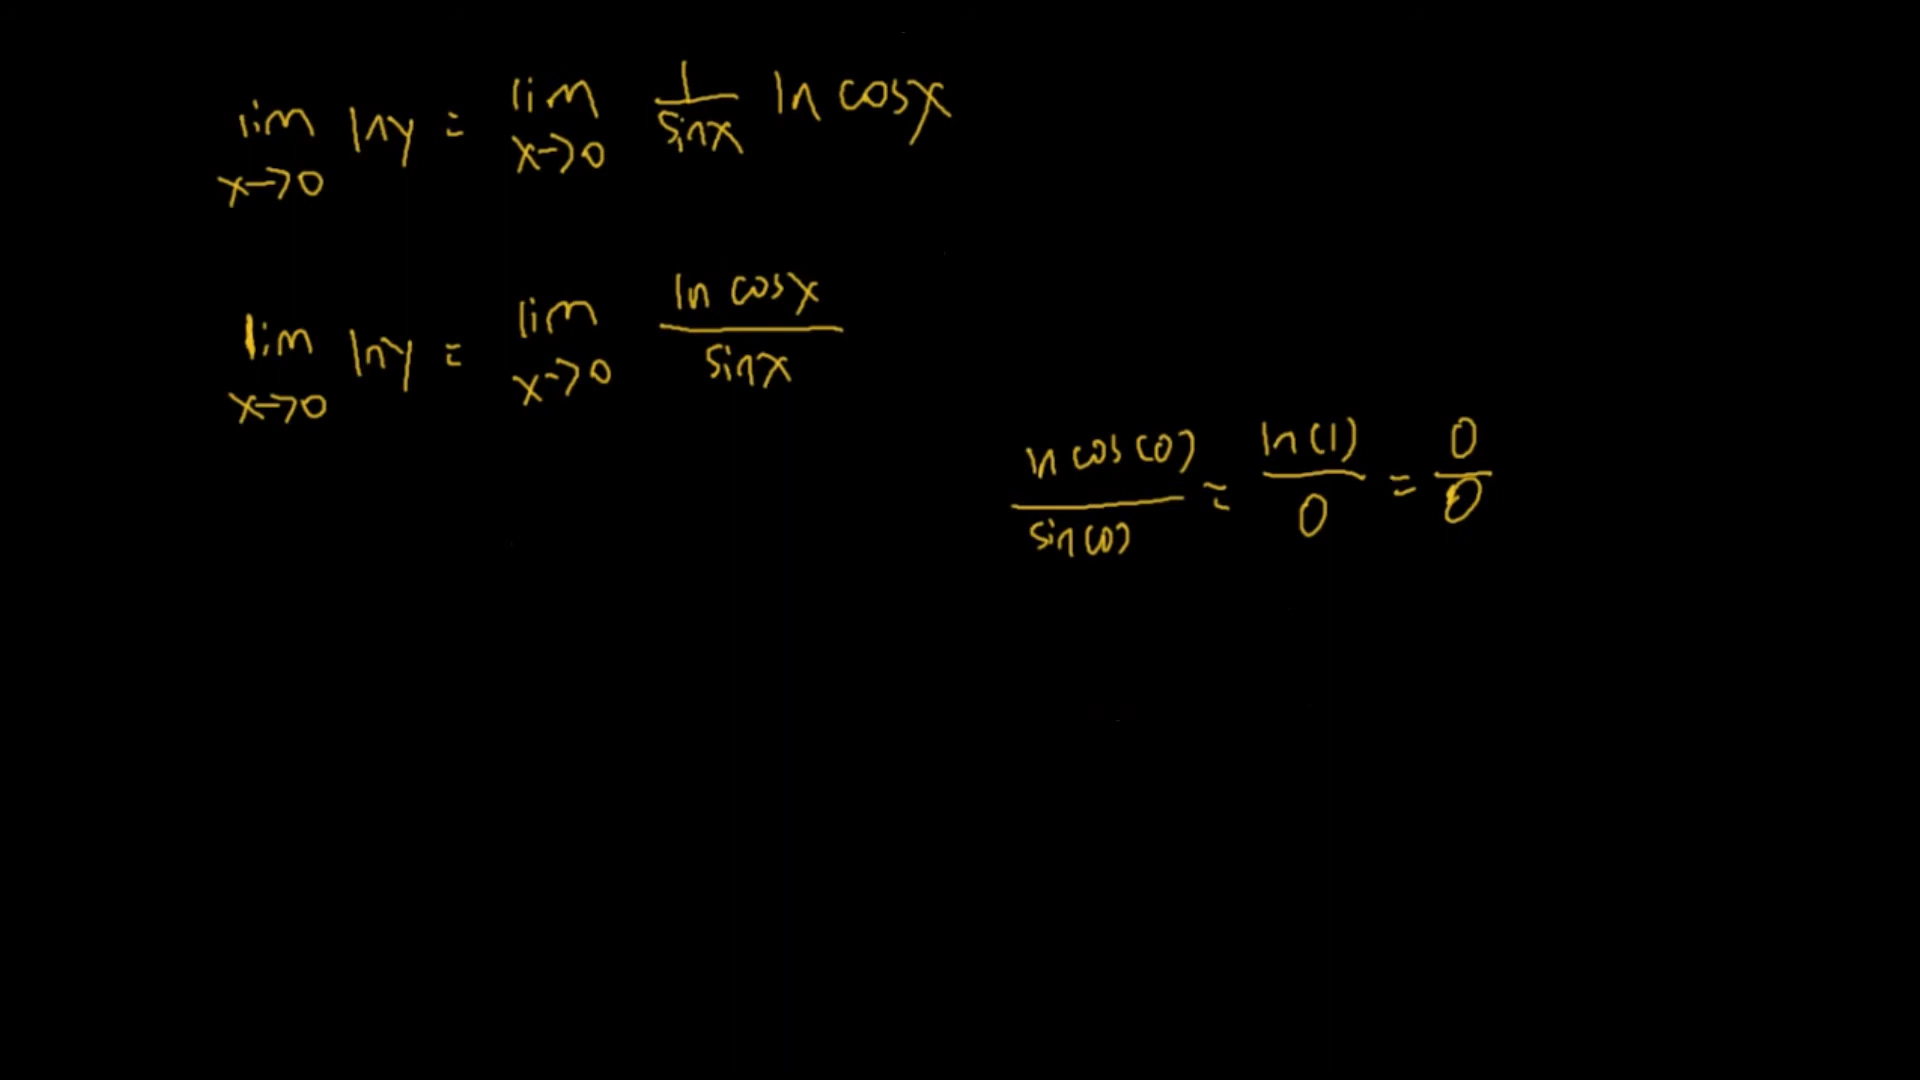 lim x→0 ln y = lim x→0 1/sin x ln cos x
lim x→0 ln y = lim x→0 ln cos x / sin x
ln cos(0) / sin(0) = ln(1) / 0 = 0/0